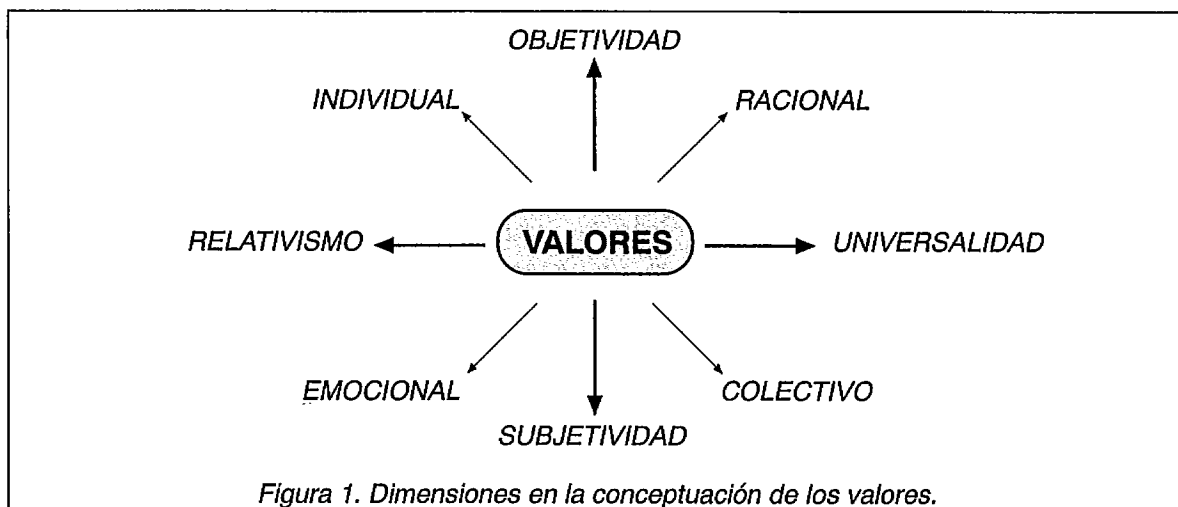 OBJETIVIDAD
INDIVIDUAL
RACIONAL
RELATIVISMO
VALORES
UNIVERSALIDAD
EMOCIONAL
COLECTIVO
SUBJETIVIDAD
Figura 1. Dimensiones en la conceptuación de los valores.